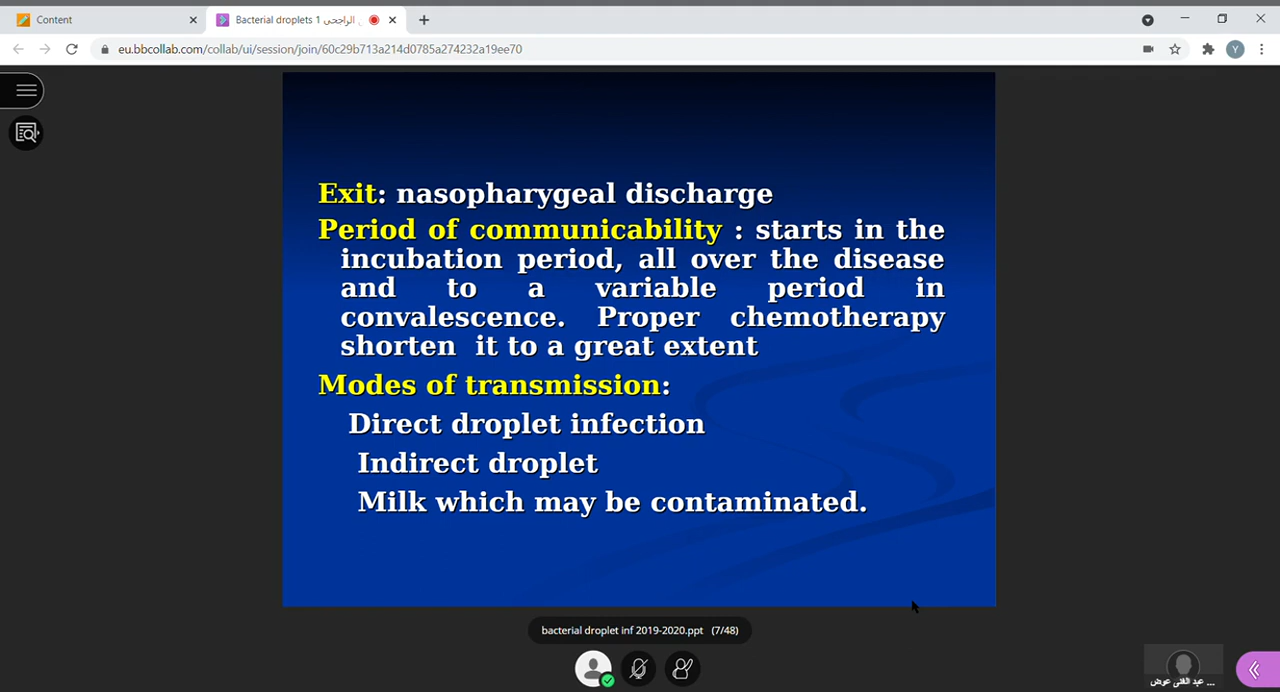 Content
Bacterial droplets 1 الراجحى
eu.bbcollab.com/collab/ui/session/join/60c29b713a214d0785a274232a19ee70
Y
Exit: nasopharygeal discharge
Period of communicability : starts in the
incubation period, all over the disease
and to a variable period in
convalescence. Proper chemotherapy
shorten it to a great extent
Modes of transmission:
Direct droplet infection
Indirect droplet
Milk which may be contaminated.
bacterial droplet inf 2019-2020.ppt (7/48)
عبد الغنى عوض ...